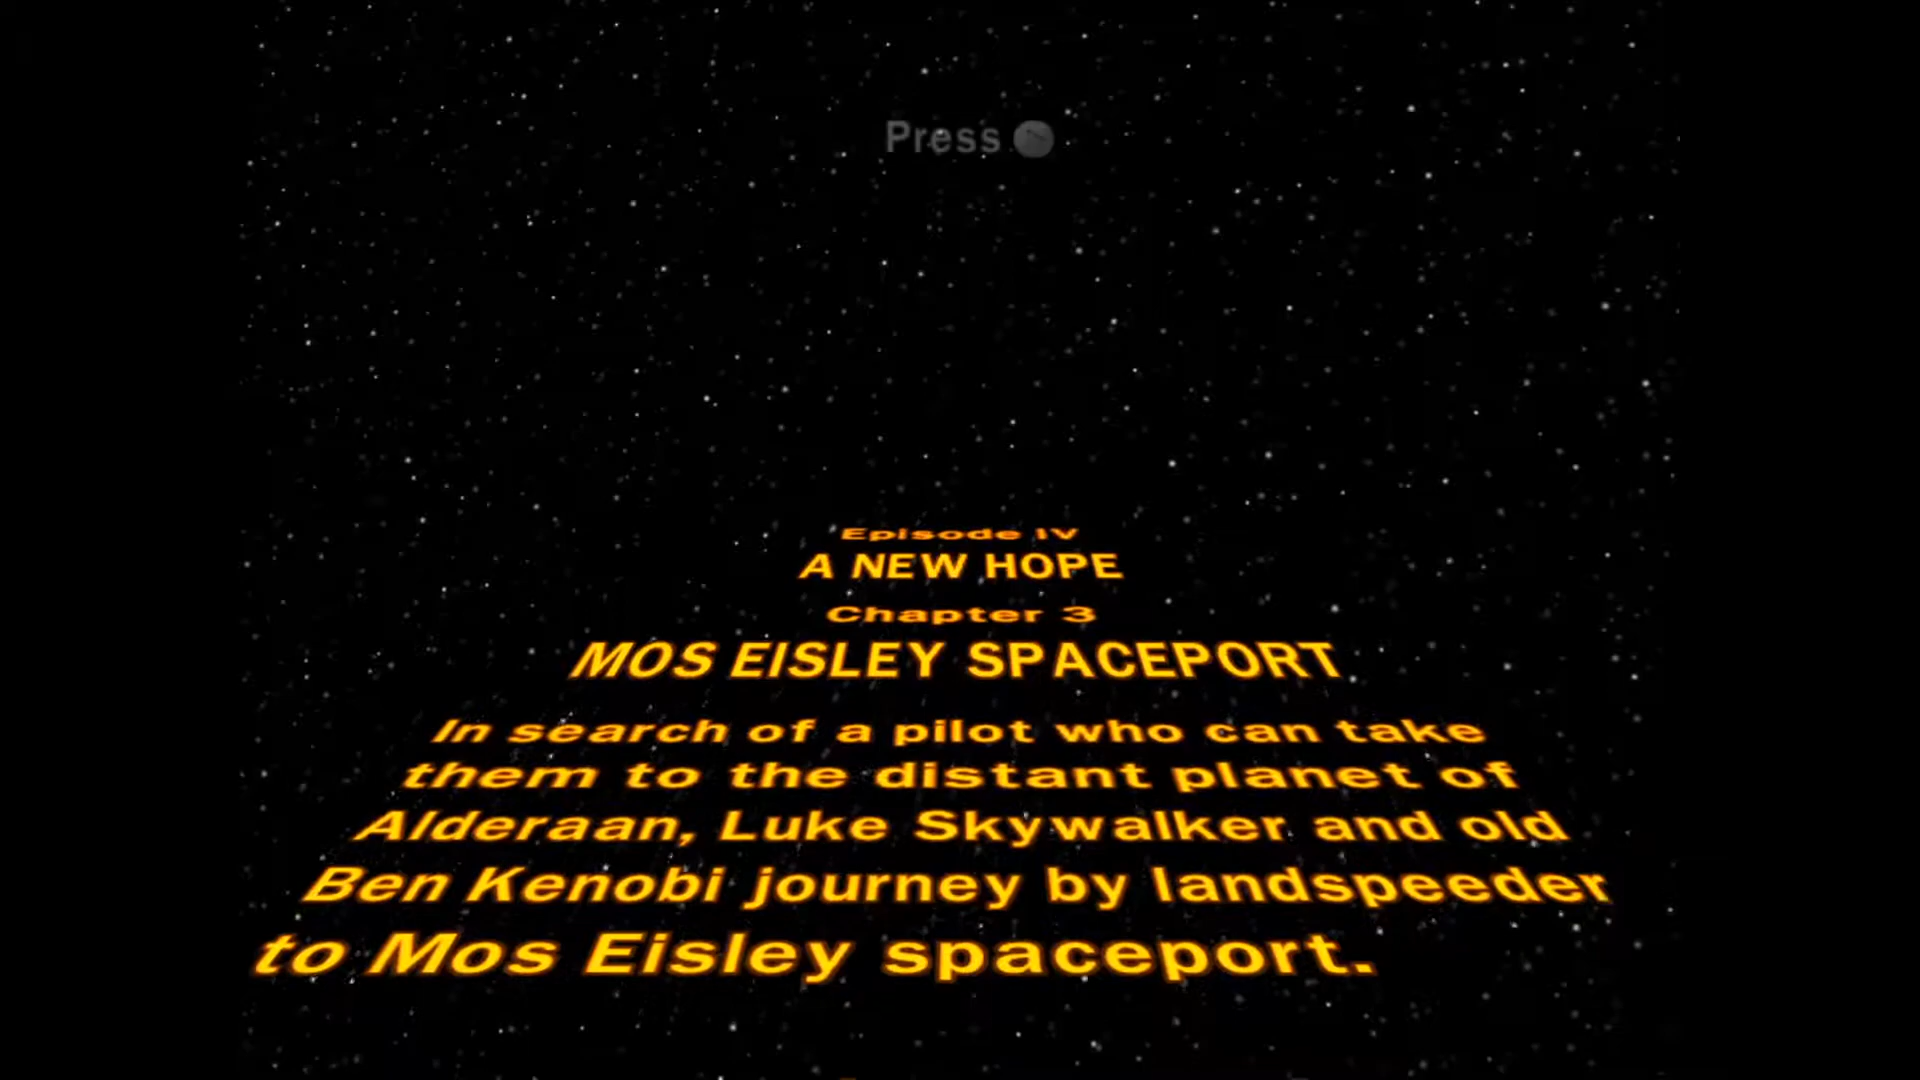 Press
Episode IV
A NEW HOPE
Chapter 3
MOS EISLEY SPACEPORT
In search of a pilot who can take
them to the distant planet of
Alderaan, Luke Skywalker and old
Ben Kenobi journey by landspeeder
to Mos Eisley spaceport.